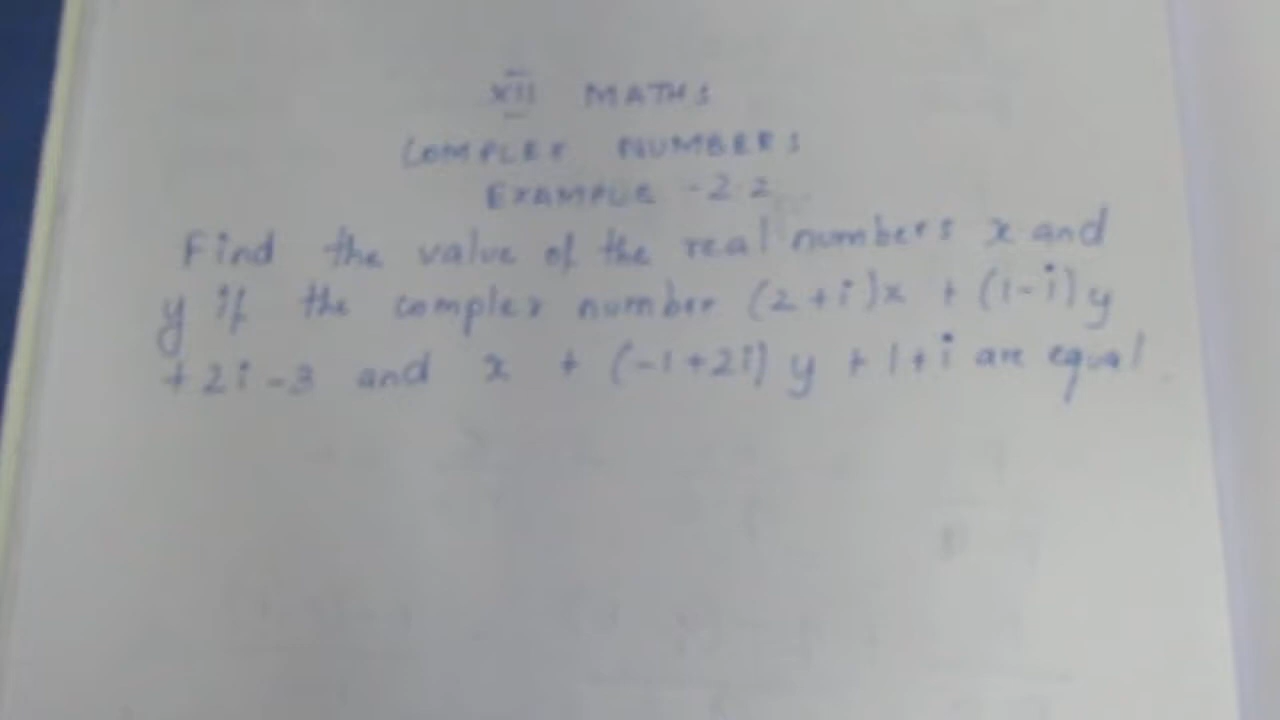 XII MATHS
COMPLEX NUMBERS
EXAMPLE - 2.2
Find the value of the real numbers x and
y if the complex number (2+i)x + (1-i)y
+ 2i - 3 and x + (-1+2i) y + 1 + i are equal